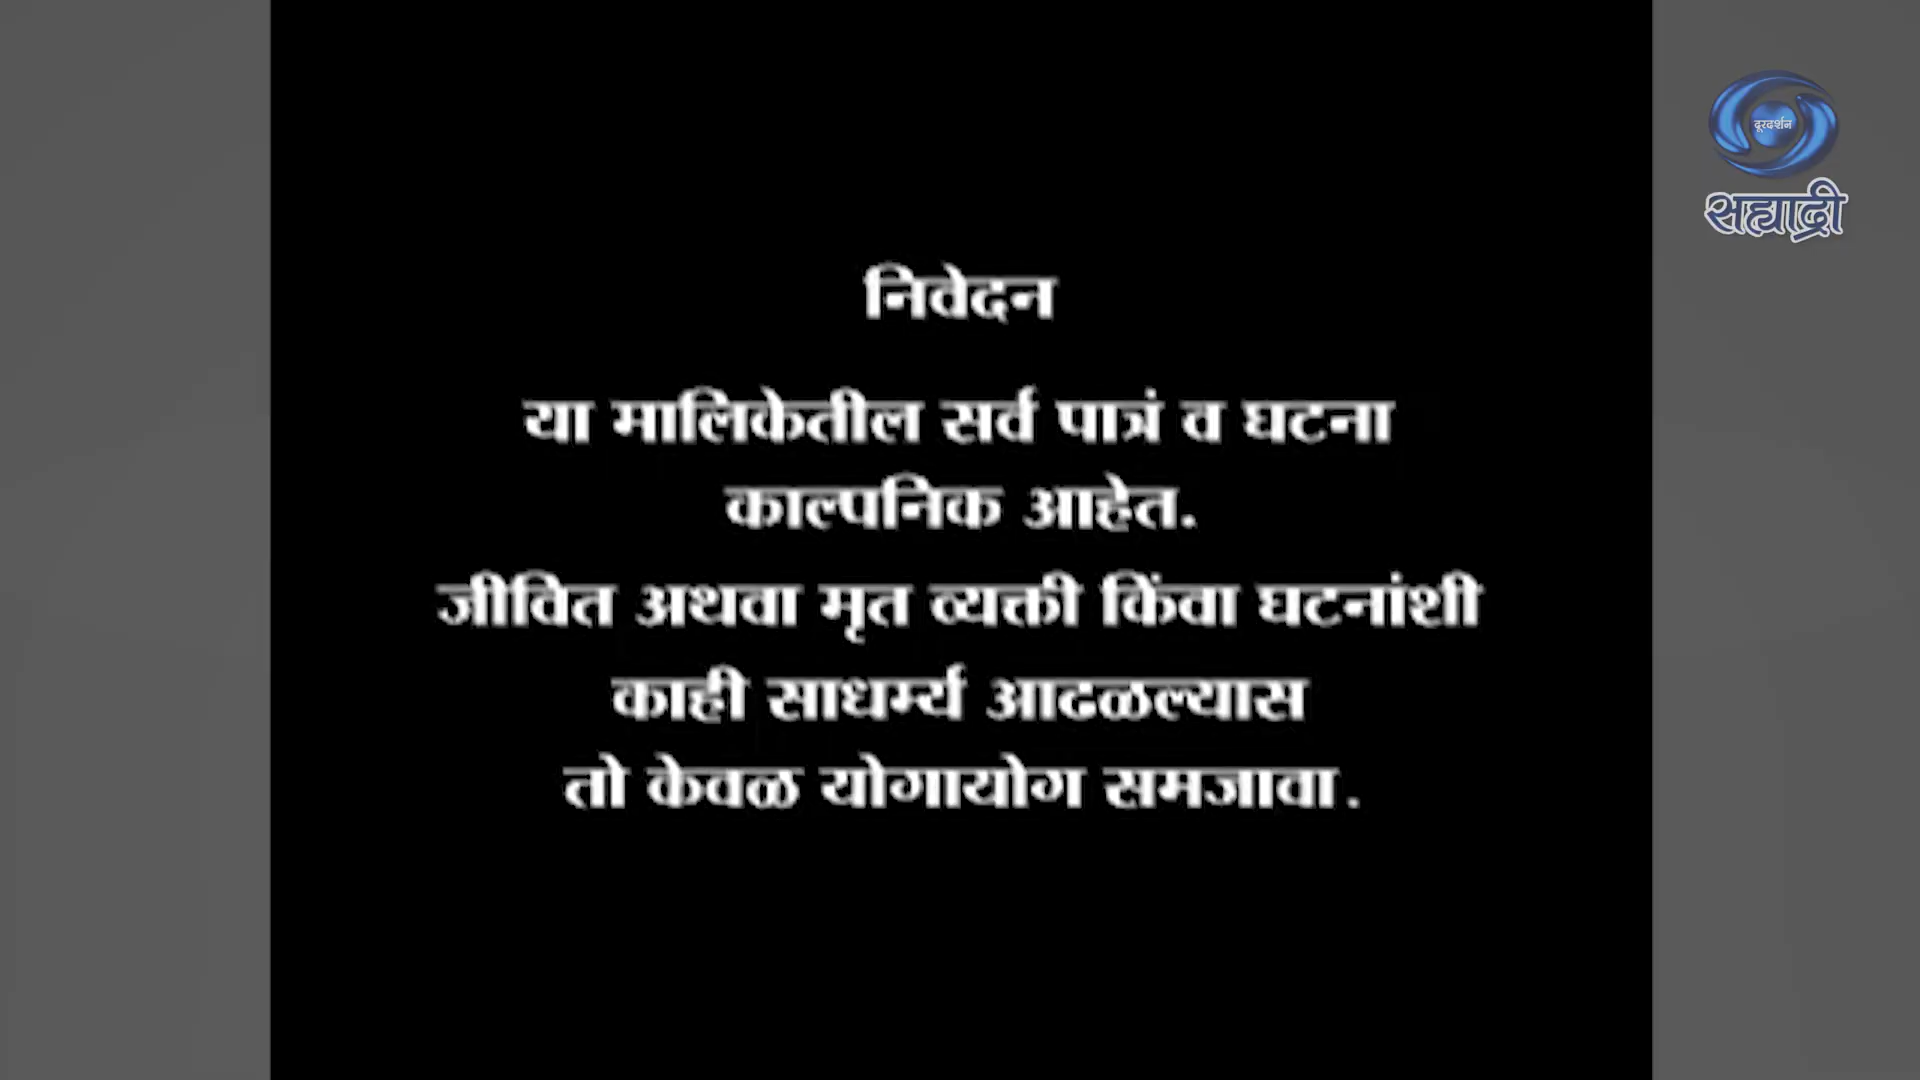 दूरदर्शन
सह्याद्री
निवेदन
या मालिकेतील सर्व पात्रं व घटना
काल्पनिक आहेत.
जीवित अथवा मृत व्यक्ती किंवा घटनांशी
काही साधर्म्य आढळल्यास
तो केवळ योगायोग समजावा.